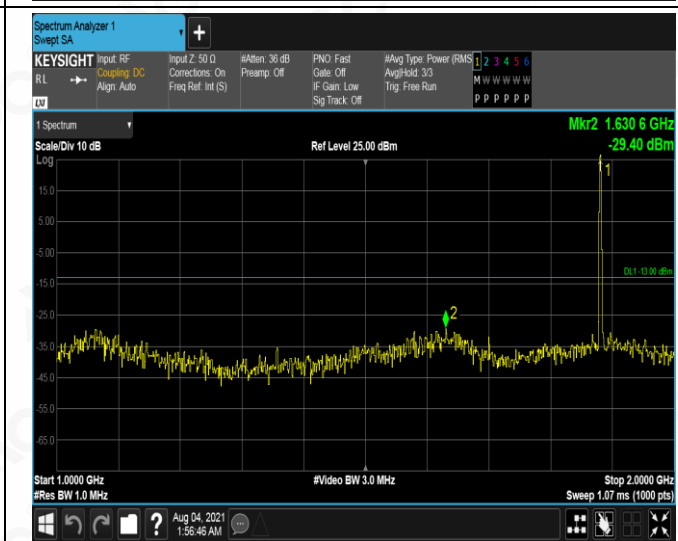 Spectrum Analyzer 1
Swept SA
+
KEYSIGHT Input: RF Input Z: 50 Ω #Atten: 36 dB PNO: Fast #Avg Type: Power (RMS 1 2 3 4 5 6
RL Coupling: DC Corrections: On Preamp: Off Gate: Off Avg|Hold: 3/3 M W W W W W
Align: Auto Freq Ref: Int (S) IF Gain: Low Trig: Free Run
LXI Sig Track: Off P P P P P P
1 Spectrum Mkr2 1.630 6 GHz
Scale/Div 10 dB Ref Level 25.00 dBm -29.40 dBm
Log
1
15.0
5.00
-5.00
DL1 -13.00 dBm
-15.0
-25.0
2
-35.0
-45.0
-55.0
-65.0
Start 1.0000 GHz #Video BW 3.0 MHz Stop 2.0000 GHz
#Res BW 1.0 MHz Sweep 1.07 ms (1000 pts)
? Aug 04, 2021
1:56:46 AM